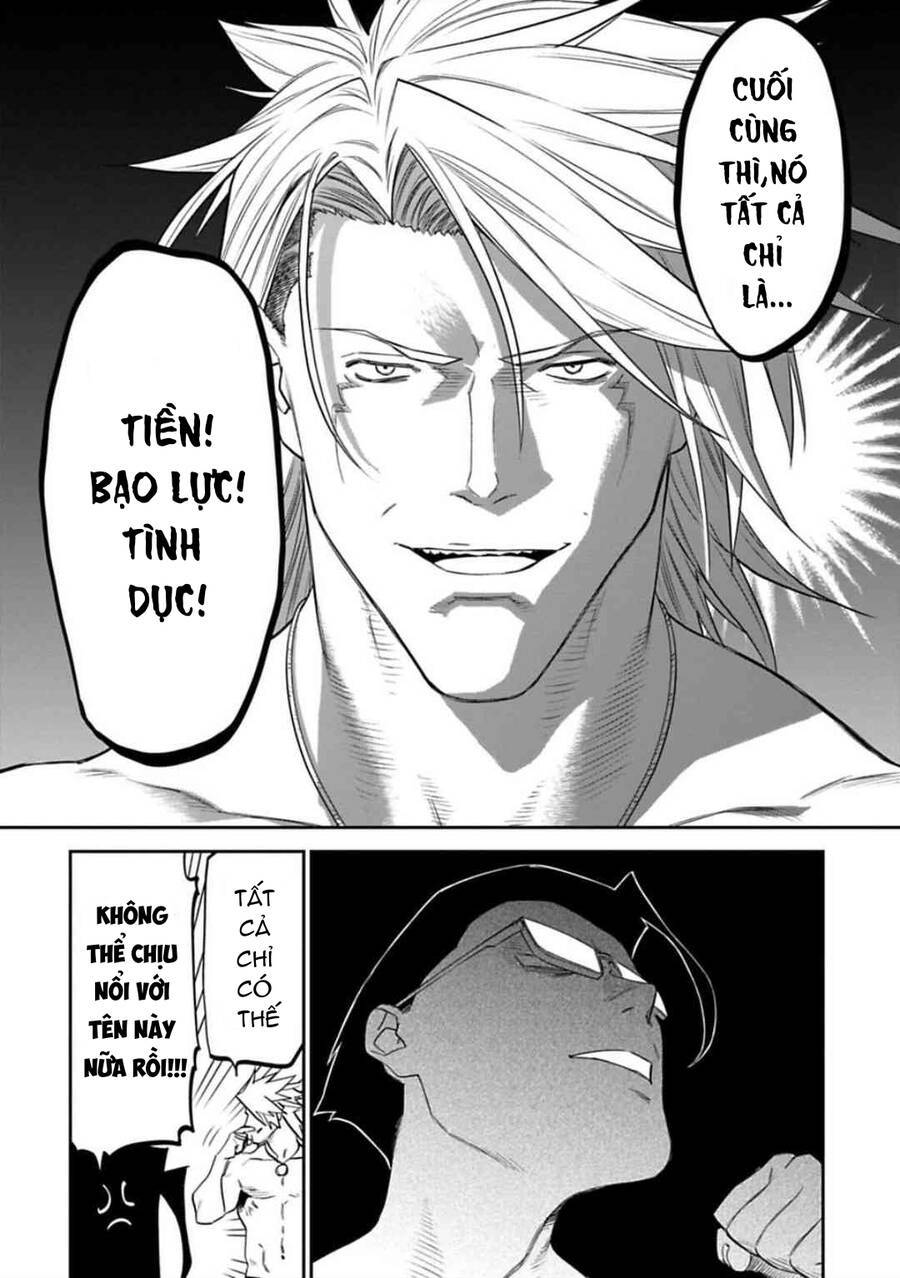 CUỐI
CÙNG
THÌ,NÓ
TẤT CẢ
CHỈ
LÀ...
TIỀN!
BẠO LỰC!
TÌNH
DỤC!
TẤT
CẢ
CHỈ
CÓ
THẾ
KHÔNG
THỂ CHỊU
NỔI VỚI
TÊN NÀY
NỮA RỒI!!!